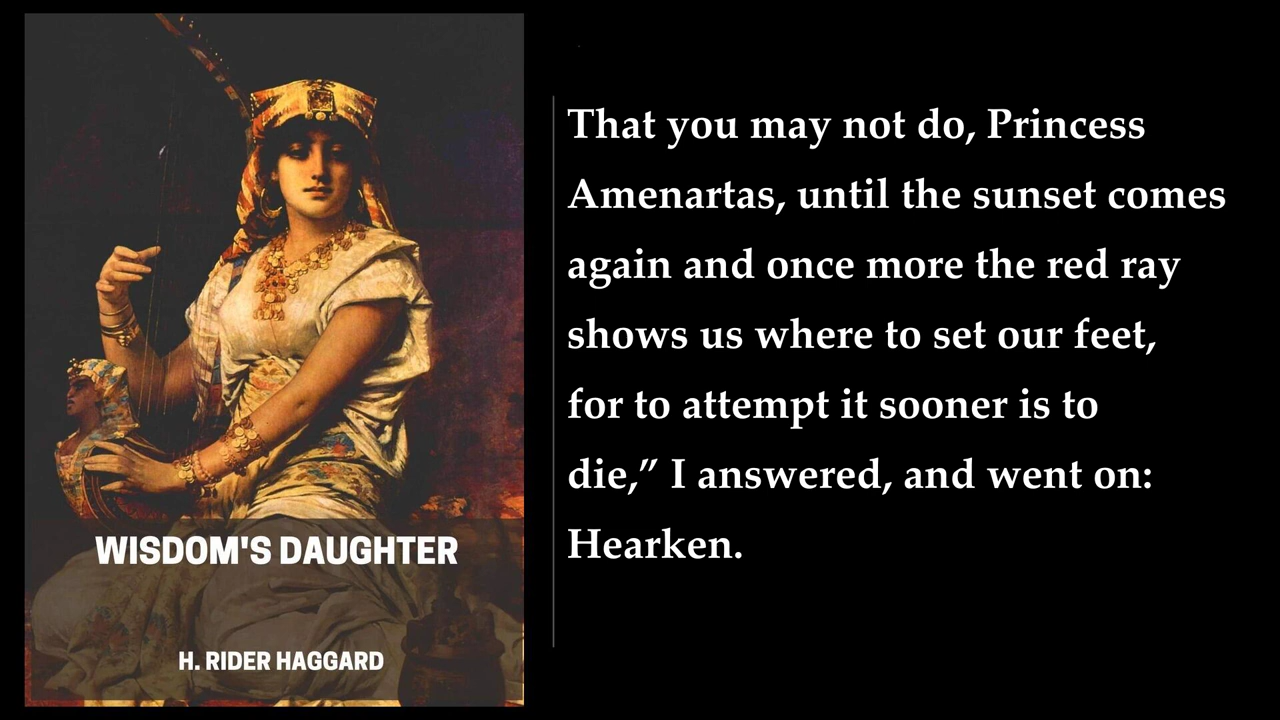 WISDOM'S DAUGHTER
H. RIDER HAGGARD
That you may not do, Princess
Amenartas, until the sunset comes
again and once more the red ray
shows us where to set our feet,
for to attempt it sooner is to
die,” I answered, and went on:
Hearken.